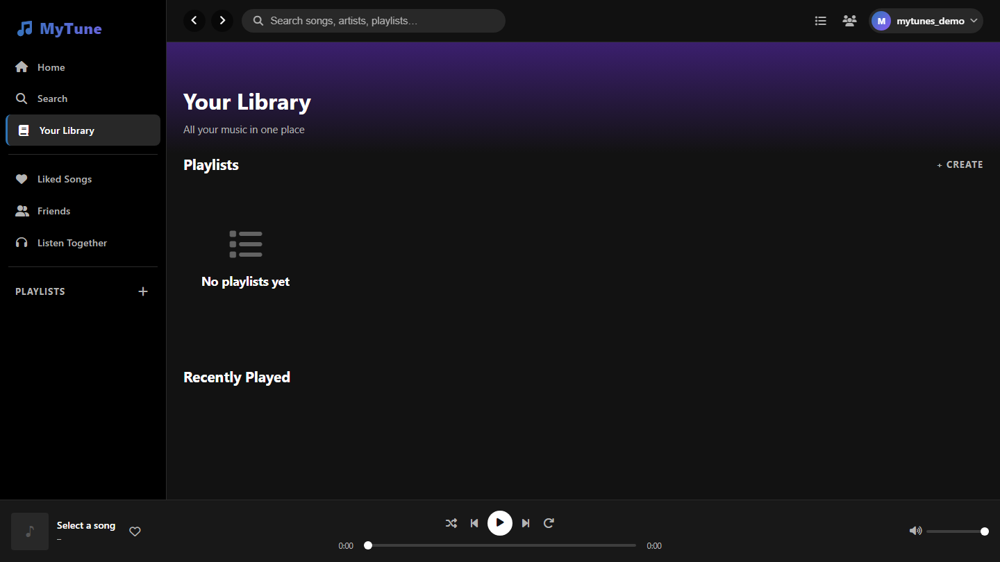 MyTune
Home
Search
Your Library
Liked Songs
Friends
Listen Together
PLAYLISTS
Search songs, artists, playlists...
M
mytunes_demo
Your Library
All your music in one place
Playlists
+ CREATE
No playlists yet
Recently Played
Select a song
–
0:00
0:00